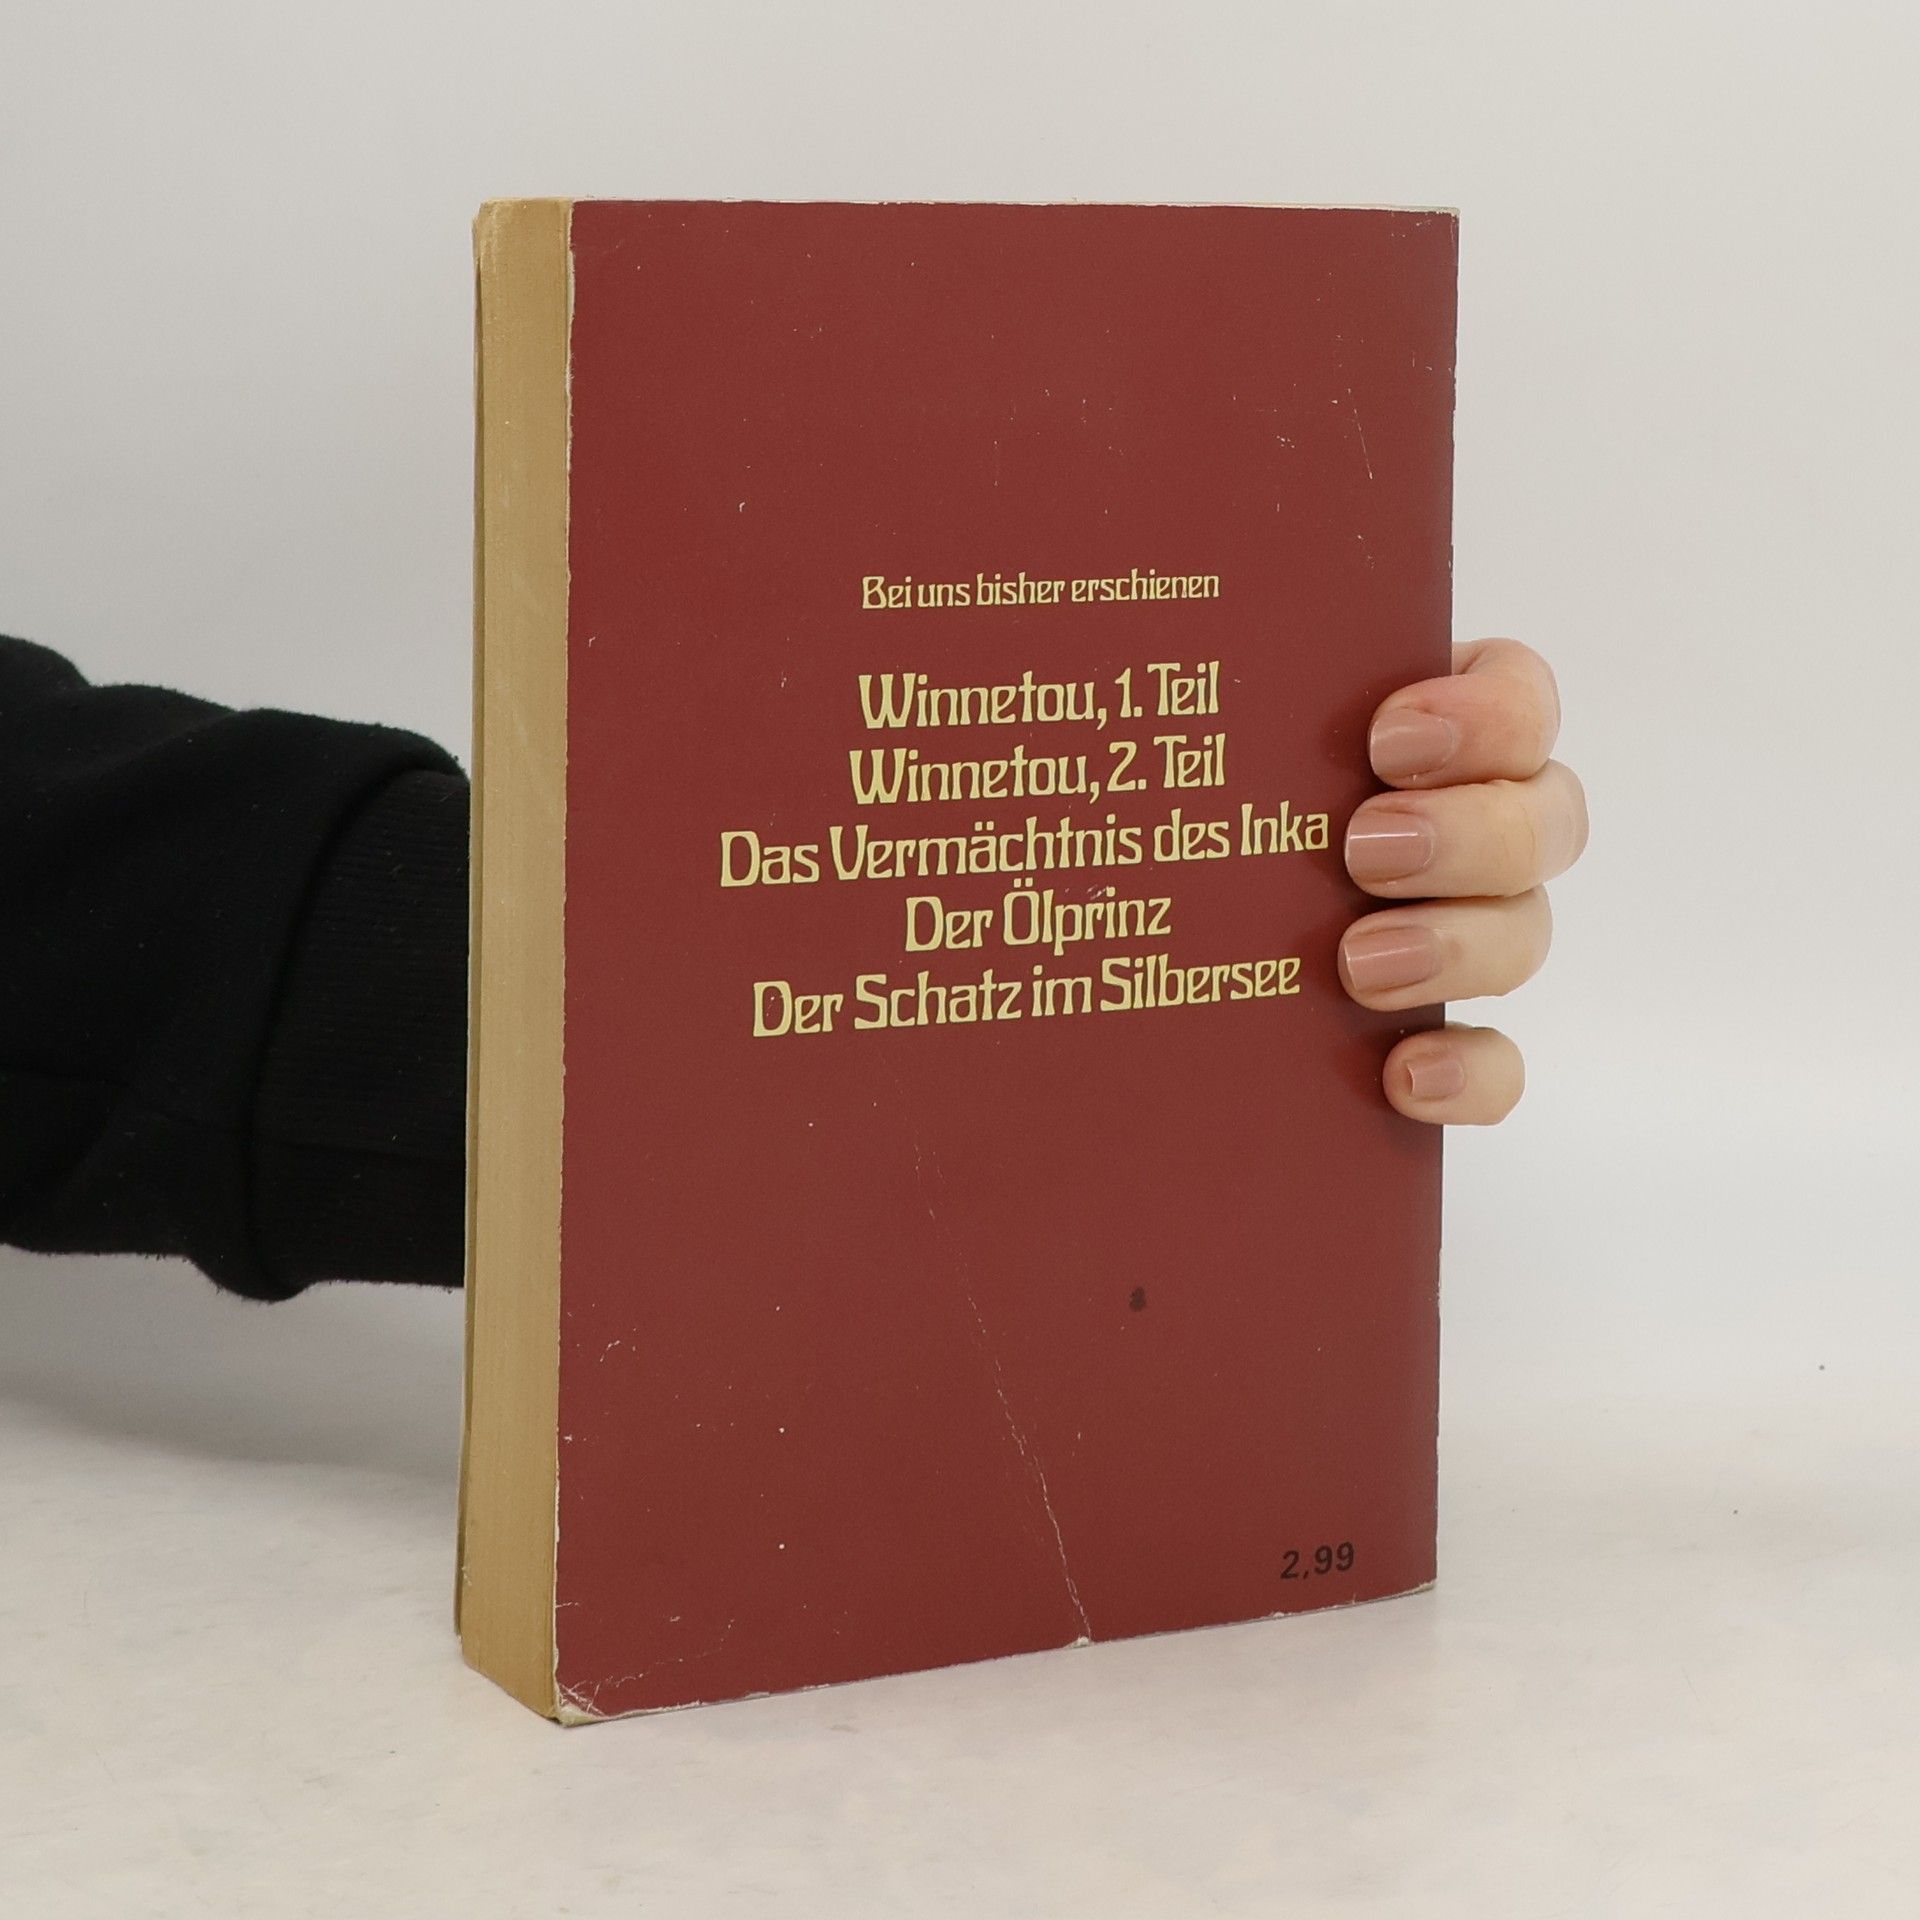 Bei uns bisher erschienen
Winnetou, 1. Teil
Winnetou, 2. Teil
Das Vermächtnis des Inka
Der Ölprinz
Der Schatz im Silbersee
2,99